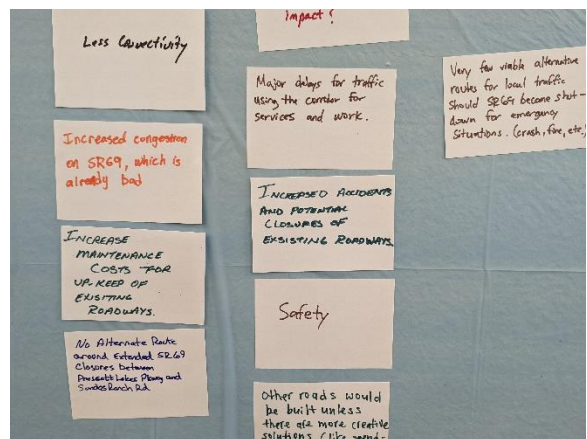 Less Connectivity
Increased congestion
on SR69, which is
already bad
INCREASE
MAINTENANCE
COSTS FOR
UP-KEEP OF
EXISITING
ROADWAYS.
No Alternate Route
around Extended SR69
Closures between
Prescott Lakes Pkwy and
Sundog Ranch Rd
impact?
Major delays for traffic
using the corridor for
services and work.
INCREASED ACCIDENTS
AND POTENTIAL
CLOSURES OF
EXSISTING ROADWAYS.
Safety
Other roads would
be built unless
there are more creative
solutions (like
Very few viable alternative
routes for local traffic
should SR69 become shut-
down for emergency
situations. (crash, fire, etc.)